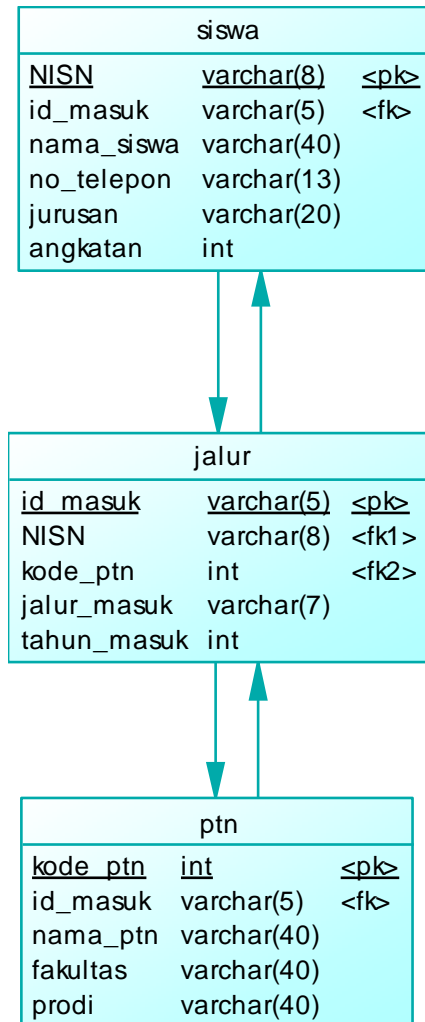 siswa
NISN varchar(8) <pk>
id_masuk varchar(5) <fk>
nama_siswa varchar(40)
no_telepon varchar(13)
jurusan varchar(20)
angkatan int
jalur
id_masuk varchar(5) <pk>
NISN varchar(8) <fk1>
kode_ptn int <fk2>
jalur_masuk varchar(7)
tahun_masuk int
ptn
kode_ptn int <pk>
id_masuk varchar(5) <fk>
nama_ptn varchar(40)
fakultas varchar(40)
prodi varchar(40)